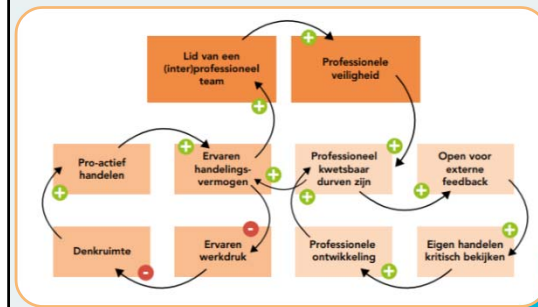 Lid van een
(inter)professioneel
team
Professionele
veiligheid
Pro-actief
handelen
Ervaren
handelings-
vermogen
Professioneel
kwetsbaar
durven zijn
Open voor
externe
feedback
Denkruimte
Ervaren
werkdruk
Professionele
ontwikkeling
Eigen handelen
kritisch bekijken